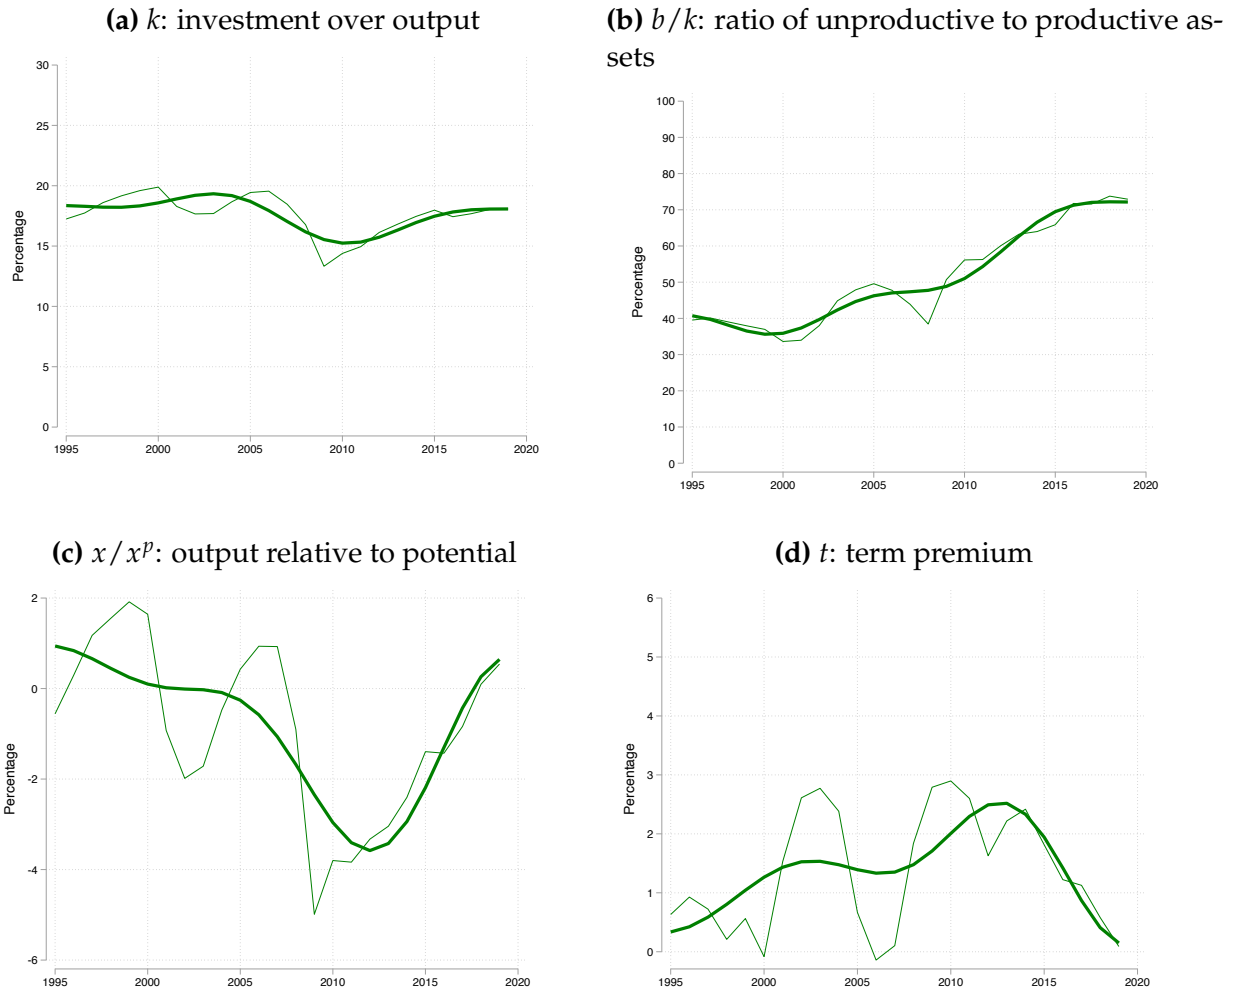 (a) k: investment over output
(b) b/k: ratio of unproductive to productive as-
sets
30
25
20
15
10
5
0
Percentage
1995 2000 2005 2010 2015 2020
100
90
80
70
60
50
40
30
20
10
0
Percentage
1995 2000 2005 2010 2015 2020
(c) x/xᵖ: output relative to potential
(d) t: term premium
2
0
-2
-4
-6
Percentage
1995 2000 2005 2010 2015 2020
6
5
4
3
2
1
0
Percentage
1995 2000 2005 2010 2015 2020